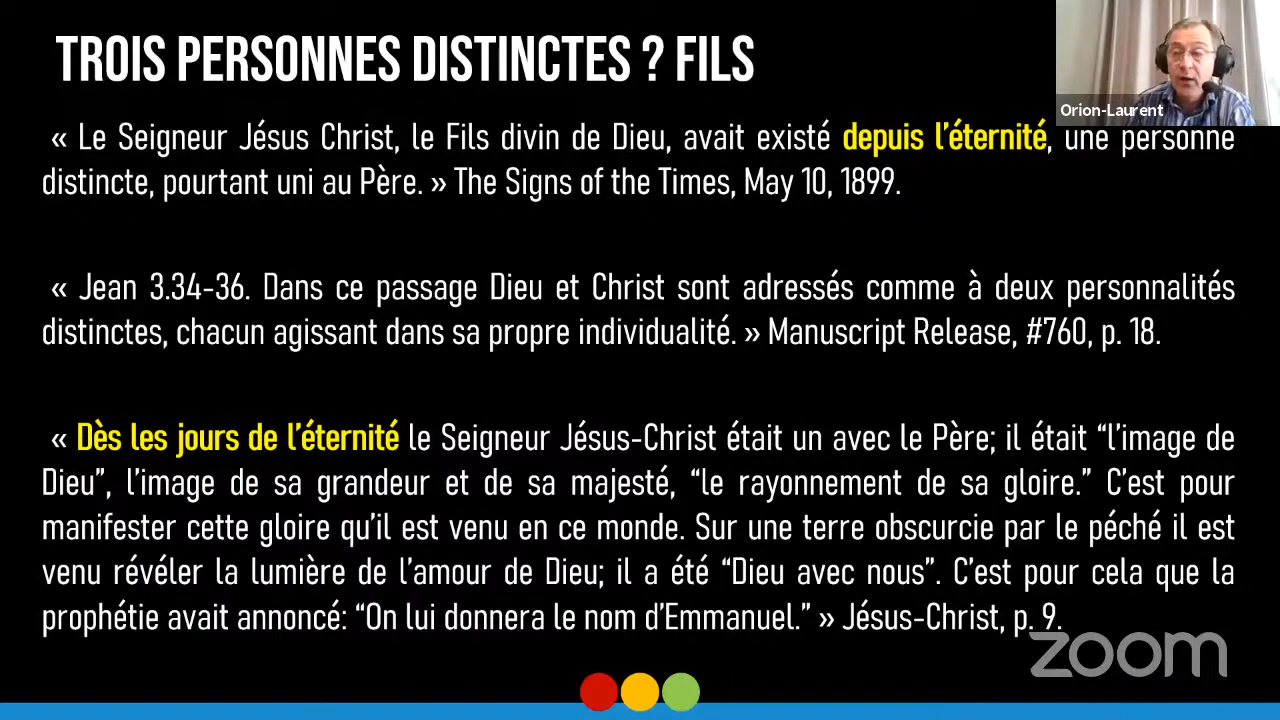 TROIS PERSONNES DISTINCTES ? FILS
Orion-Laurent
« Le Seigneur Jésus Christ, le Fils divin de Dieu, avait existé depuis l’éternité, une personne
distincte, pourtant uni au Père. » The Signs of the Times, May 10, 1899.
« Jean 3.34-36. Dans ce passage Dieu et Christ sont adressés comme à deux personnalités
distinctes, chacun agissant dans sa propre individualité. » Manuscript Release, #760, p. 18.
« Dès les jours de l’éternité le Seigneur Jésus-Christ était un avec le Père; il était “l’image de
Dieu”, l’image de sa grandeur et de sa majesté, “le rayonnement de sa gloire.” C’est pour
manifester cette gloire qu’il est venu en ce monde. Sur une terre obscurcie par le péché il est
venu révéler la lumière de l’amour de Dieu; il a été “Dieu avec nous”. C’est pour cela que la
prophétie avait annoncé: “On lui donnera le nom d’Emmanuel.” » Jésus-Christ, p. 9.
zoom